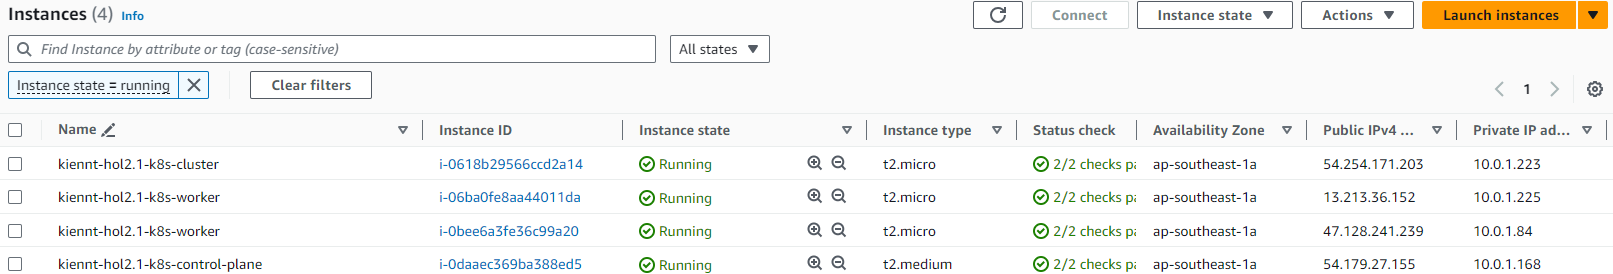 Instances (4) Info
Connect Instance state Actions Launch instances
Find Instance by attribute or tag (case-sensitive) All states
Instance state = running Clear filters 1
Name Instance ID Instance state Instance type Status check Availability Zone Public IPv4 ... Private IP ad...
kiennt-hol2.1-k8s-cluster i-0618b29566ccd2a14 Running t2.micro 2/2 checks pa ap-southeast-1a 54.254.171.203 10.0.1.223
kiennt-hol2.1-k8s-worker i-06ba0fe8aa44011da Running t2.micro 2/2 checks pa ap-southeast-1a 13.213.36.152 10.0.1.225
kiennt-hol2.1-k8s-worker i-0bee6a3fe36c99a20 Running t2.micro 2/2 checks pa ap-southeast-1a 47.128.241.239 10.0.1.84
kiennt-hol2.1-k8s-control-plane i-0daaec369ba388ed5 Running t2.medium 2/2 checks pa ap-southeast-1a 54.179.27.155 10.0.1.168